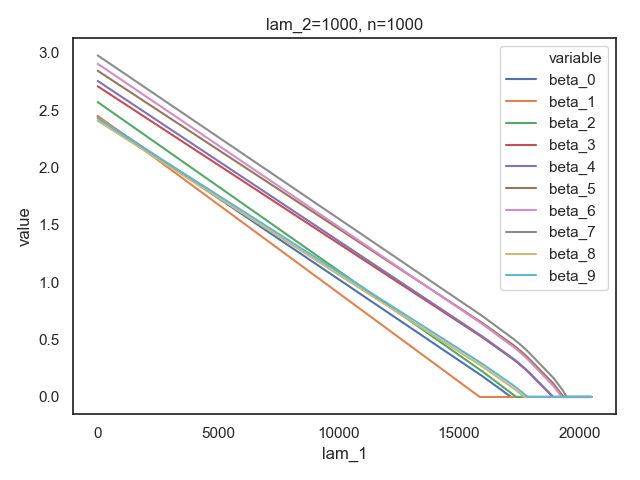 lam_2=1000, n=1000
3.0
2.5
2.0
1.5
1.0
0.5
0.0
value
variable
beta_0
beta_1
beta_2
beta_3
beta_4
beta_5
beta_6
beta_7
beta_8
beta_9
0 5000 10000 15000 20000
lam_1